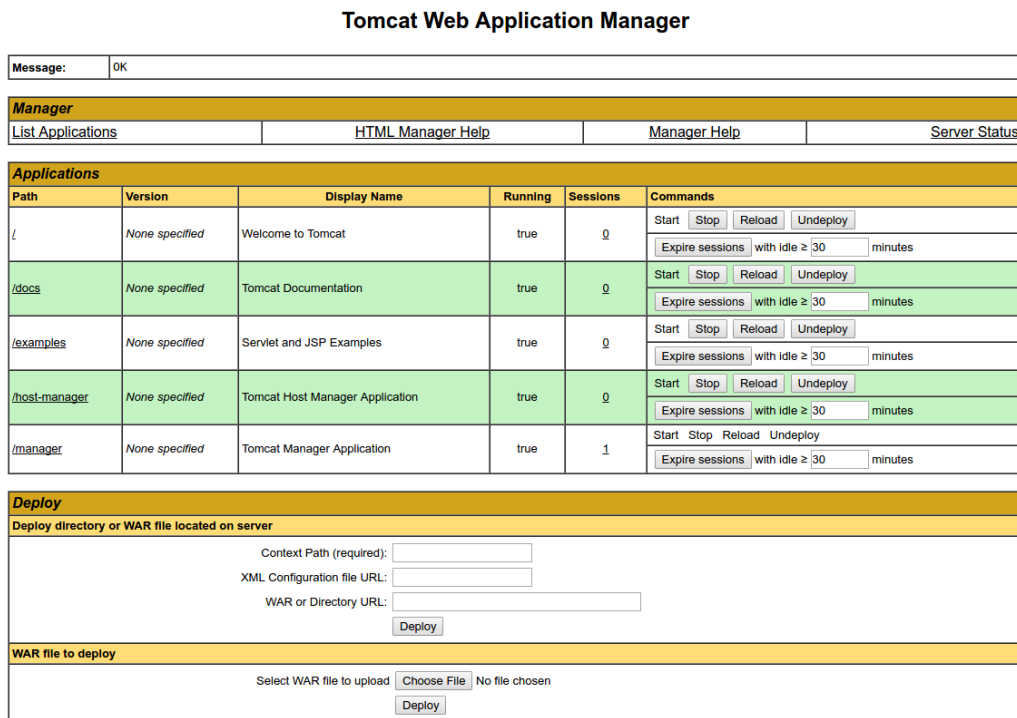 Tomcat Web Application Manager
Message: OK
Manager
List Applications HTML Manager Help Manager Help Server Status
Applications
Path Version Display Name Running Sessions Commands
/ None specified Welcome to Tomcat true 0 Start Stop Reload Undeploy
Expire sessions with idle ≥ 30 minutes
/docs None specified Tomcat Documentation true 0 Start Stop Reload Undeploy
Expire sessions with idle ≥ 30 minutes
/examples None specified Servlet and JSP Examples true 0 Start Stop Reload Undeploy
Expire sessions with idle ≥ 30 minutes
/host-manager None specified Tomcat Host Manager Application true 0 Start Stop Reload Undeploy
Expire sessions with idle ≥ 30 minutes
/manager None specified Tomcat Manager Application true 1 Start Stop Reload Undeploy
Expire sessions with idle ≥ 30 minutes
Deploy
Deploy directory or WAR file located on server
Context Path (required):
XML Configuration file URL:
WAR or Directory URL:
Deploy
WAR file to deploy
Select WAR file to upload Choose File No file chosen
Deploy